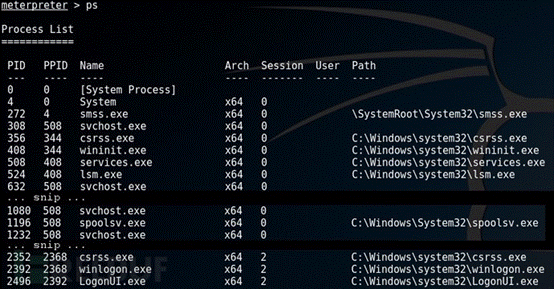 meterpreter > ps
Process List
============
PID PPID Name Arch Session User Path
--- ---- ---- ---- ------- ---- ----
0 0 [System Process]
4 0 System x64 0
272 4 smss.exe x64 0 \SystemRoot\System32\smss.exe
308 508 svchost.exe x64 0
356 344 csrss.exe x64 0 C:\Windows\system32\csrss.exe
408 344 wininit.exe x64 0 C:\Windows\system32\wininit.exe
508 408 services.exe x64 0 C:\Windows\system32\services.exe
524 408 lsm.exe x64 0 C:\Windows\system32\lsm.exe
632 508 svchost.exe x64 0
... snip ...
1080 508 svchost.exe x64 0
1196 508 spoolsv.exe x64 0 C:\Windows\System32\spoolsv.exe
1232 508 svchost.exe x64 0
... snip ...
2352 2368 csrss.exe x64 2 C:\Windows\system32\csrss.exe
2392 2368 winlogon.exe x64 2 C:\Windows\system32\winlogon.exe
2496 2392 LogonUI.exe x64 2 C:\Windows\system32\LogonUI.exe